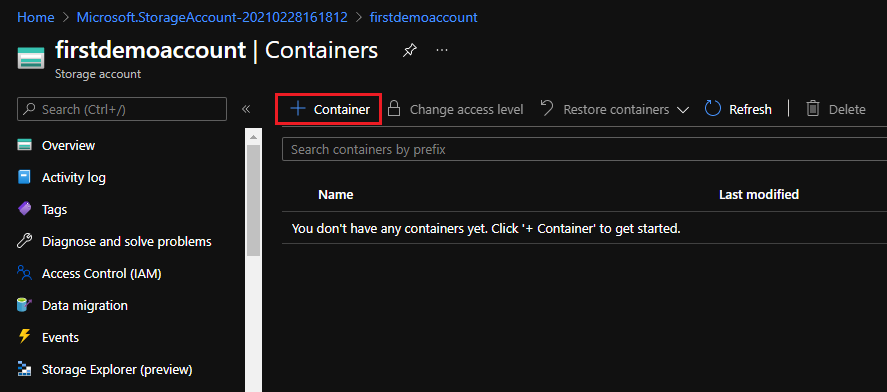 Home > Microsoft.StorageAccount-20210228161812 > firstdemoaccount
firstdemoaccount | Containers
Storage account
Search (Ctrl+/)
+ Container Change access level Restore containers Refresh | Delete
Search containers by prefix
Overview
Activity log
Tags
Diagnose and solve problems
Access Control (IAM)
Data migration
Events
Storage Explorer (preview)
Name Last modified
You don't have any containers yet. Click '+ Container' to get started.